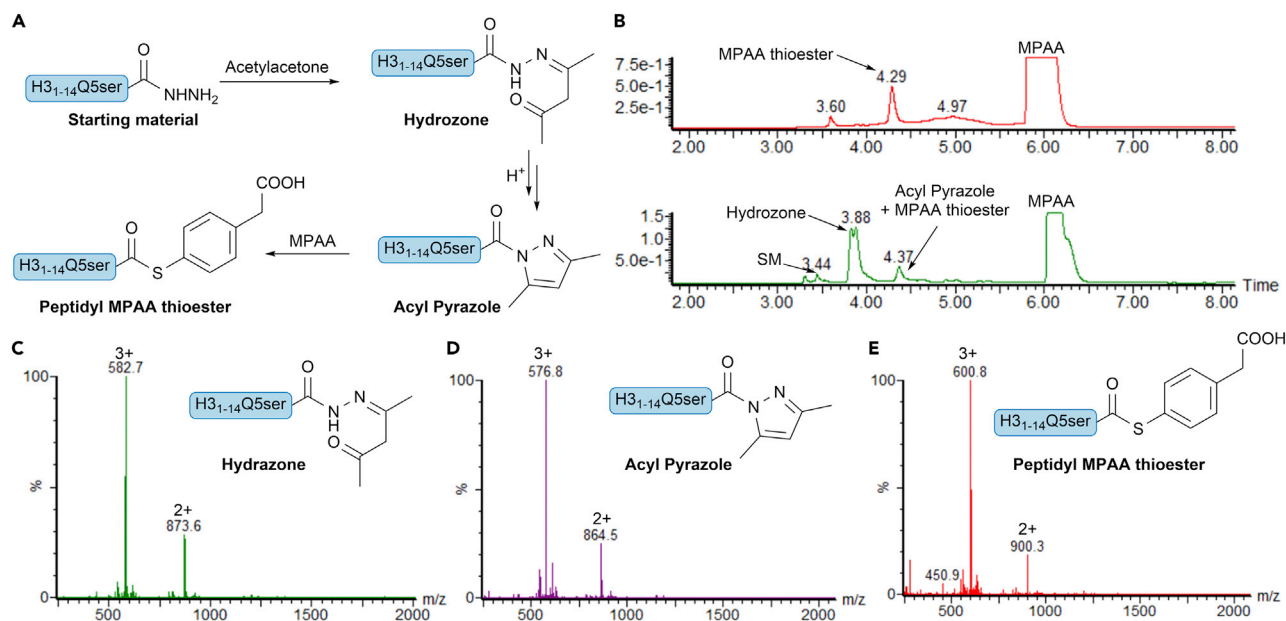 A
H3₁₋₁₄Q5ser
O
NHNH₂
Starting material
Acetylacetone
H3₁₋₁₄Q5ser
O
N
H
N
O
Hydrozone
H⁺
H3₁₋₁₄Q5ser
O
N
N
Acyl Pyrazole
MPAA
H3₁₋₁₄Q5ser
O
S
COOH
Peptidyl MPAA thioester
B
MPAA thioester
MPAA
7.5e-1
5.0e-1
2.5e-1
3.60
4.29
4.97
2.00 3.00 4.00 5.00 6.00 7.00 8.00
1.5
1.0
5.0e-1
Hydrozone
SM
3.44
3.88
4.37
Acyl Pyrazole
+ MPAA thioester
MPAA
2.00 3.00 4.00 5.00 6.00 7.00 8.00
Time
C
3+
582.7
2+
873.6
100
%
500 1000 1500 2000 m/z
H3₁₋₁₄Q5ser
O
N
H
N
O
Hydrazone
D
3+
576.8
2+
864.5
100
%
500 1000 1500 2000 m/z
H3₁₋₁₄Q5ser
O
N
N
Acyl Pyrazole
E
3+
600.8
2+
900.3
450.9
100
%
500 1000 1500 2000 m/z
H3₁₋₁₄Q5ser
O
S
COOH
Peptidyl MPAA thioester